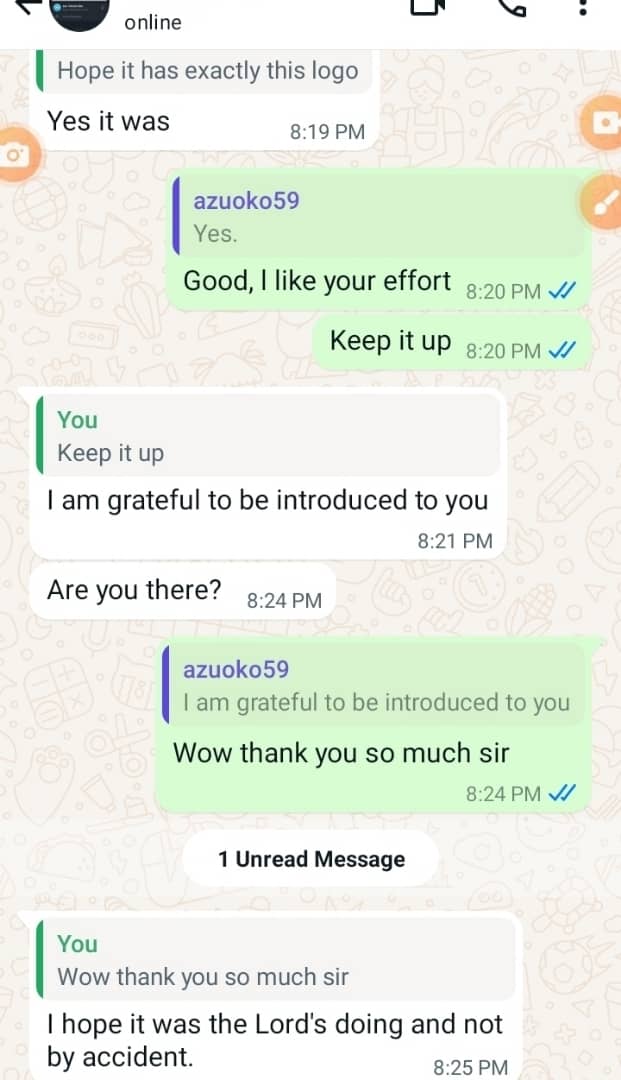 online
Hope it has exactly this logo
Yes it was
8:19 PM
azuoko59
Yes.
Good, I like your effort
8:20 PM
Keep it up
8:20 PM
You
Keep it up
I am grateful to be introduced to you
8:21 PM
Are you there?
8:24 PM
azuoko59
I am grateful to be introduced to you
Wow thank you so much sir
8:24 PM
1 Unread Message
You
Wow thank you so much sir
I hope it was the Lord's doing and not
by accident.
8:25 PM